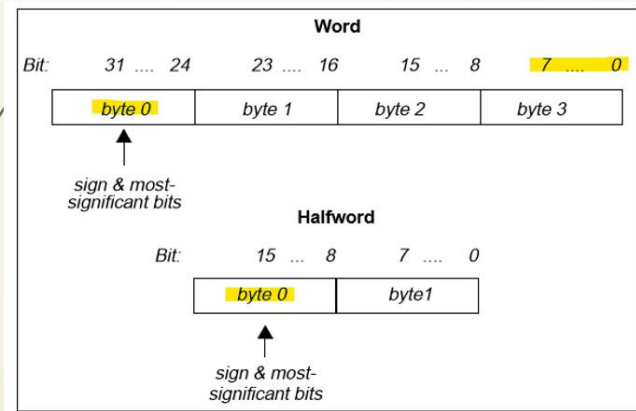 Word
Bit: 31 .... 24 23 .... 16 15 ... 8 7 .... 0
byte 0 byte 1 byte 2 byte 3
sign & most-
significant bits
Halfword
Bit: 15 ... 8 7 .... 0
byte 0 byte1
sign & most-
significant bits